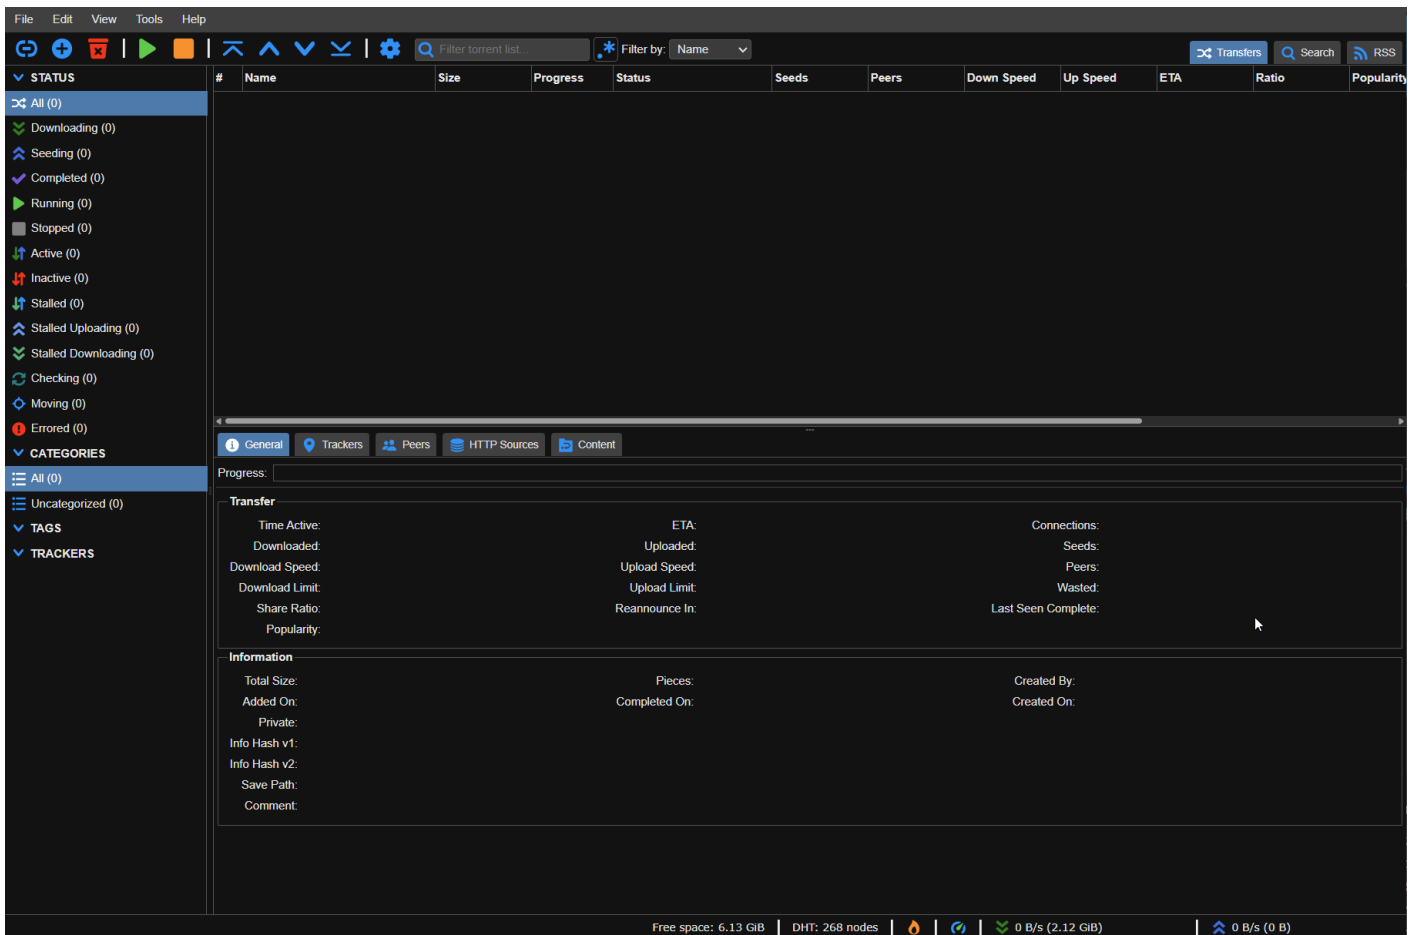 File Edit View Tools Help
Filter torrent list... .* Filter by: Name Transfers Search RSS
STATUS
All (0)
Downloading (0)
Seeding (0)
Completed (0)
Running (0)
Stopped (0)
Active (0)
Inactive (0)
Stalled (0)
Stalled Uploading (0)
Stalled Downloading (0)
Checking (0)
Moving (0)
Errored (0)
CATEGORIES
All (0)
Uncategorized (0)
TAGS
TRACKERS
# Name Size Progress Status Seeds Peers Down Speed Up Speed ETA Ratio Popularity
General Trackers Peers HTTP Sources Content
Progress:
Transfer
Time Active: ETA: Connections:
Downloaded: Uploaded: Seeds:
Download Speed: Upload Speed: Peers:
Download Limit: Upload Limit: Wasted:
Share Ratio: Reannounce In: Last Seen Complete:
Popularity:
Information
Total Size: Pieces: Created By:
Added On: Completed On: Created On:
Private:
Info Hash v1:
Info Hash v2:
Save Path:
Comment:
Free space: 6.13 GiB DHT: 268 nodes 0 B/s (2.12 GiB) 0 B/s (0 B)